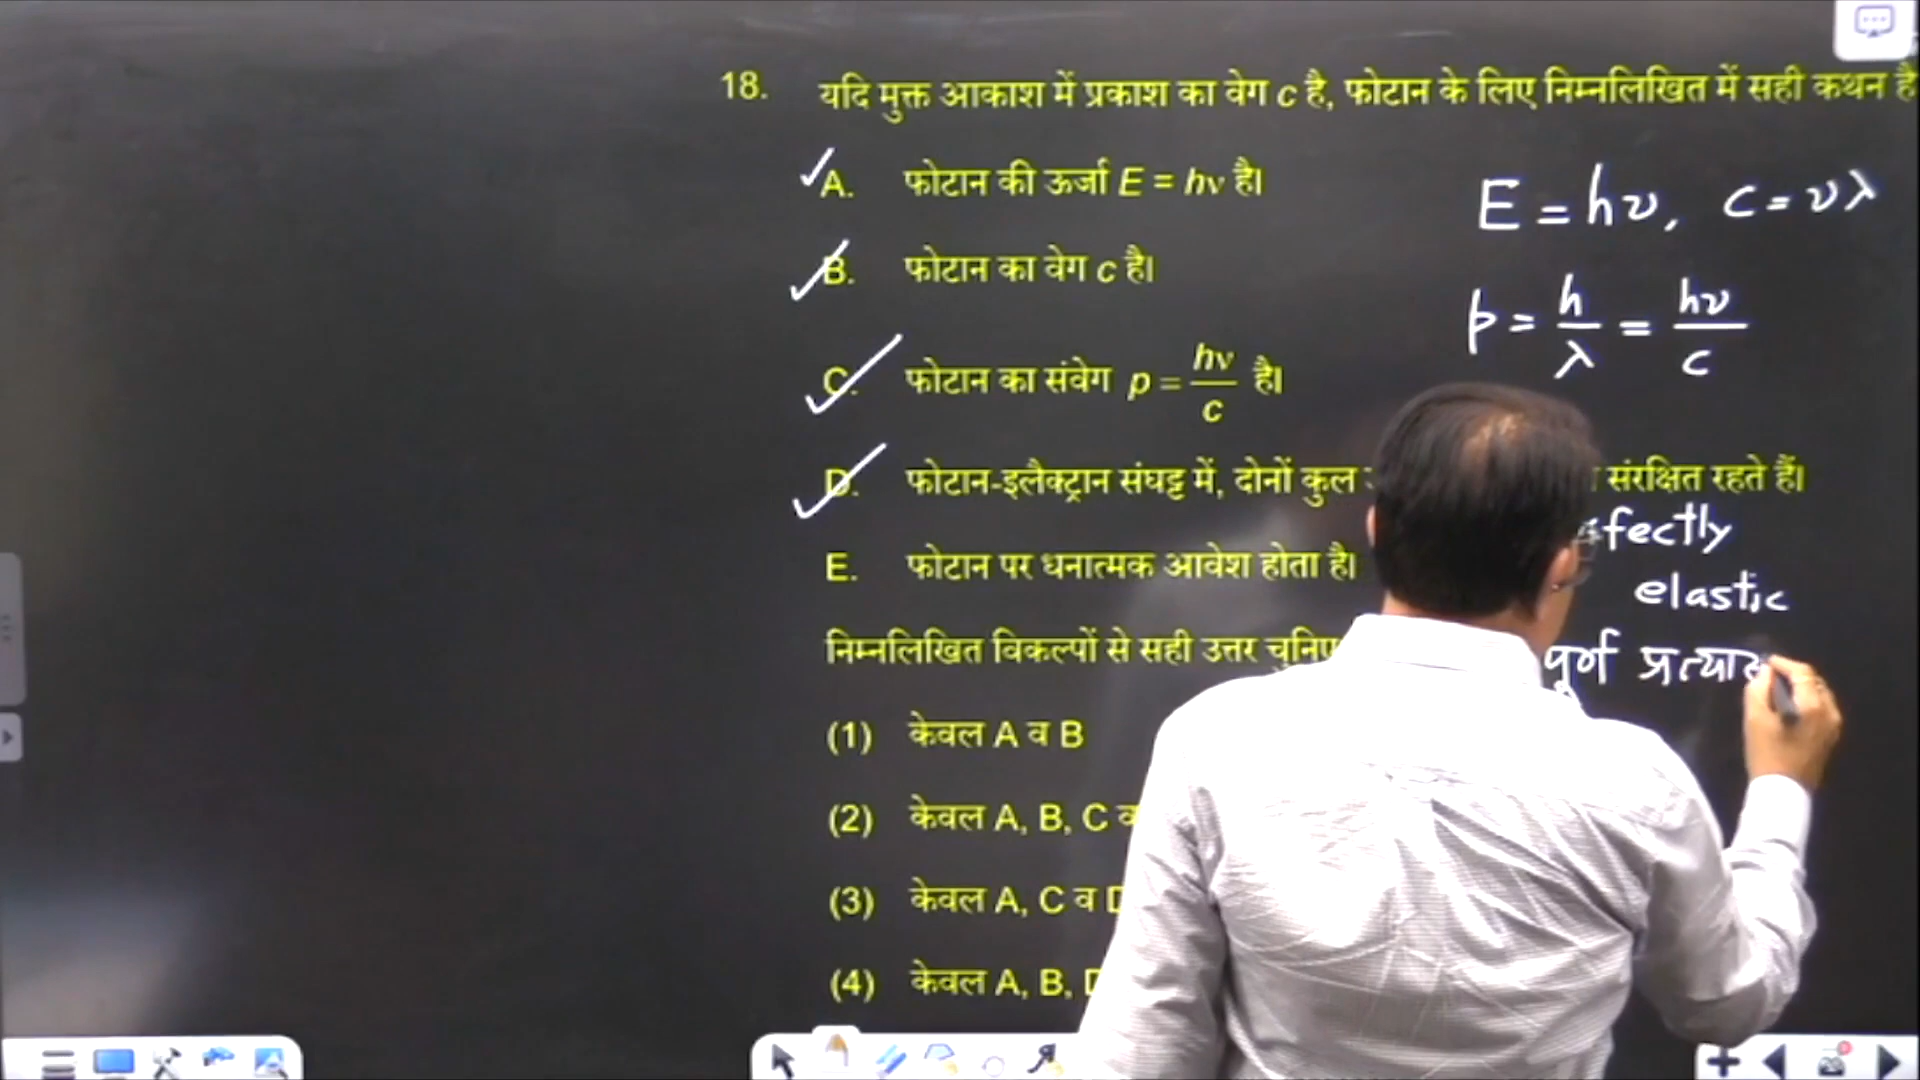 18. यदि मुक्त आकाश में प्रकाश का वेग c है, फोटान के लिए निम्नलिखित में सही कथन है
A. फोटान की ऊर्जा E = hν है।
E = hν, c = νλ
B. फोटान का वेग c है।
p = h/λ = hν/c
C. फोटान का संवेग p = hν/c है।
D. फोटान-इलैक्ट्रान संघट्ट में, दोनों कुल संरक्षित रहते हैं।
fectly
E. फोटान पर धनात्मक आवेश होता है।
elastic
निम्नलिखित विकल्पों से सही उत्तर चुनिए
पूर्ण
(1) केवल A व B
(2) केवल A, B, C व
(3) केवल A, C व D
(4) केवल A, B, D